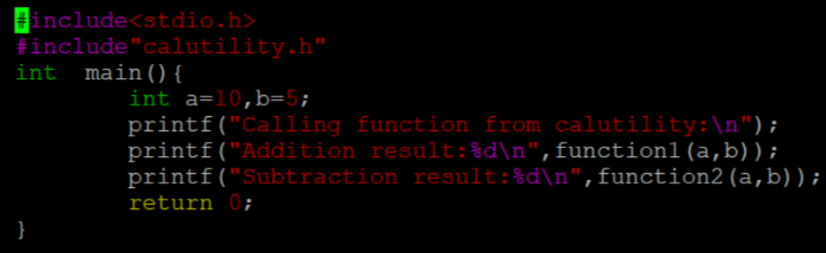 #include<stdio.h>
#include"calutility.h"
int  main(){
        int a=10,b=5;
        printf("Calling function from calutility:\n");
        printf("Addition result:%d\n",function1(a,b));
        printf("Subtraction result:%d\n",function2(a,b));
        return 0;
}